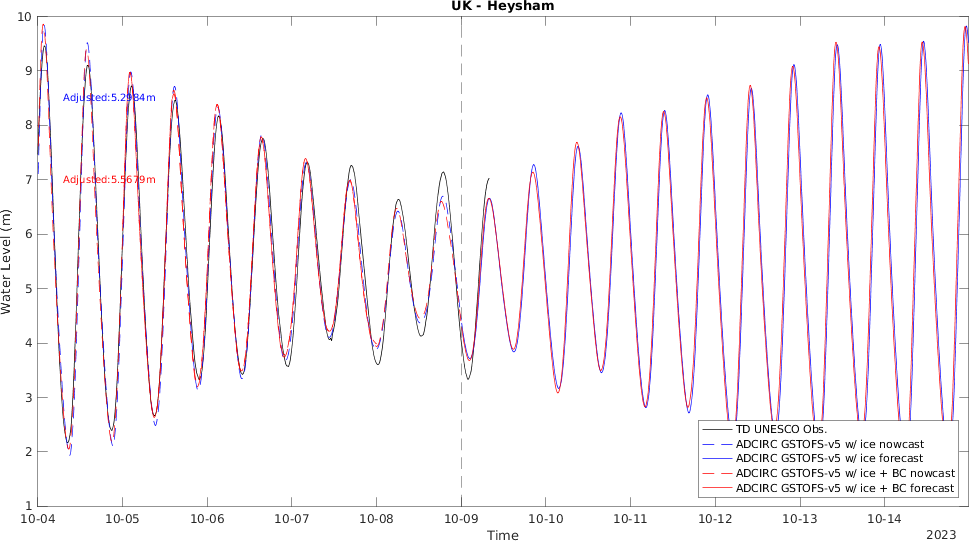 UK - Heysham
10
9
8
7
6
5
4
3
2
1
Water Level (m)
Adjusted:5.2984m
Adjusted:5.5679m
TD UNESCO Obs.
ADCIRC GSTOFS-v5 w/ ice nowcast
ADCIRC GSTOFS-v5 w/ ice forecast
ADCIRC GSTOFS-v5 w/ ice + BC nowcast
ADCIRC GSTOFS-v5 w/ ice + BC forecast
10-04 10-05 10-06 10-07 10-08 10-09 10-10 10-11 10-12 10-13 10-14
Time
2023